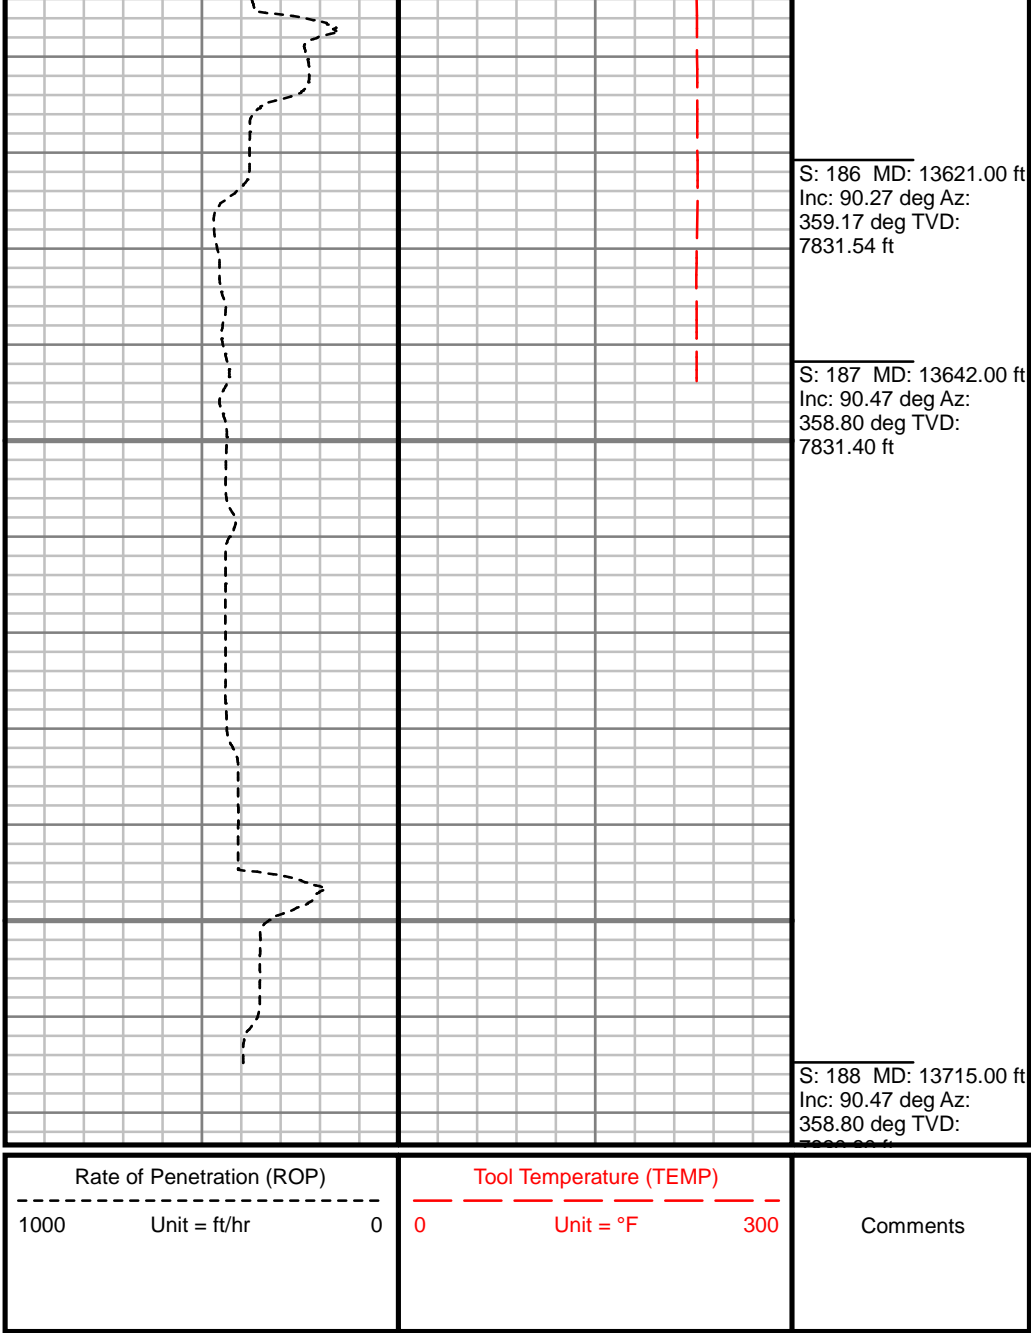 S: 186 MD: 13621.00 ft
Inc: 90.27 deg Az:
359.17 deg TVD:
7831.54 ft
S: 187 MD: 13642.00 ft
Inc: 90.47 deg Az:
358.80 deg TVD:
7831.40 ft
S: 188 MD: 13715.00 ft
Inc: 90.47 deg Az:
358.80 deg TVD:
ft
Rate of Penetration (ROP)
1000 Unit = ft/hr 0
Tool Temperature (TEMP)
0 Unit = °F 300
Comments